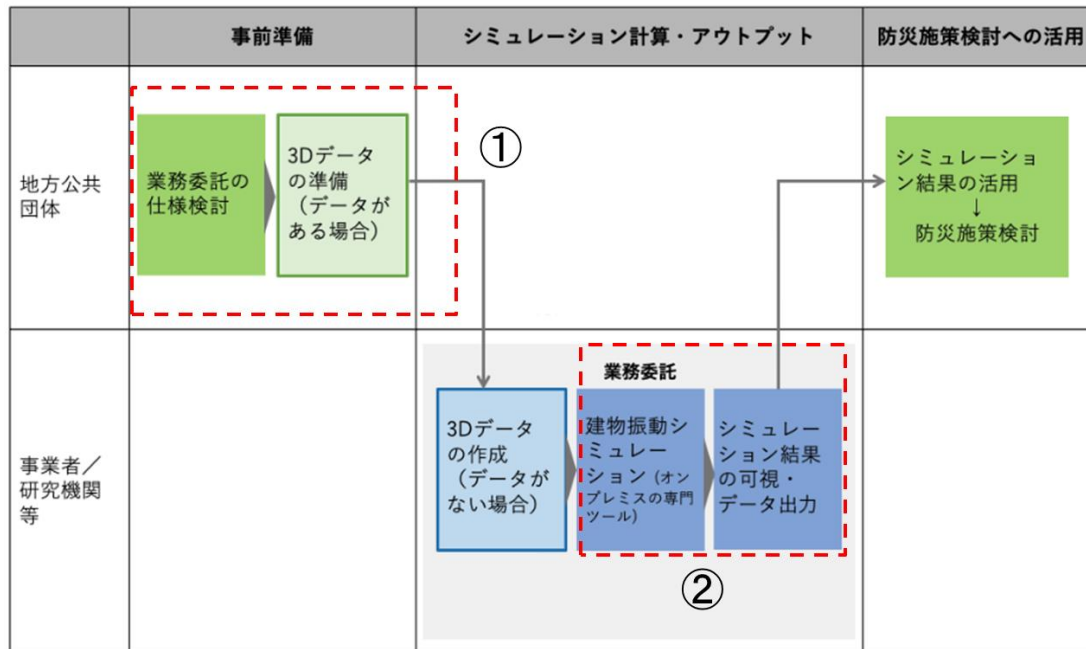 事前準備
シミュレーション計算・アウトプット
防災施策検討への活用
地方公共
団体
業務委託の
仕様検討
3Dデータ
の準備
（データが
ある場合）
①
シミュレーショ
ン結果の活用
↓
防災施策検討
事業者／
研究機関
等
業務委託
3Dデータ
の作成
（データが
ない場合）
建物振動シ
ミュレー
ション (オン
プレミスの専門
ツール)
シミュレー
ション結果
の可視・
データ出力
②